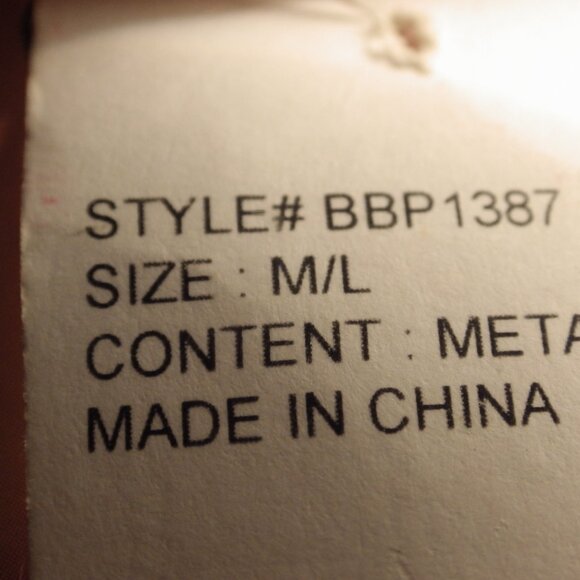 STYLE# BBP1387
SIZE : M/L
CONTENT : META
MADE IN CHINA